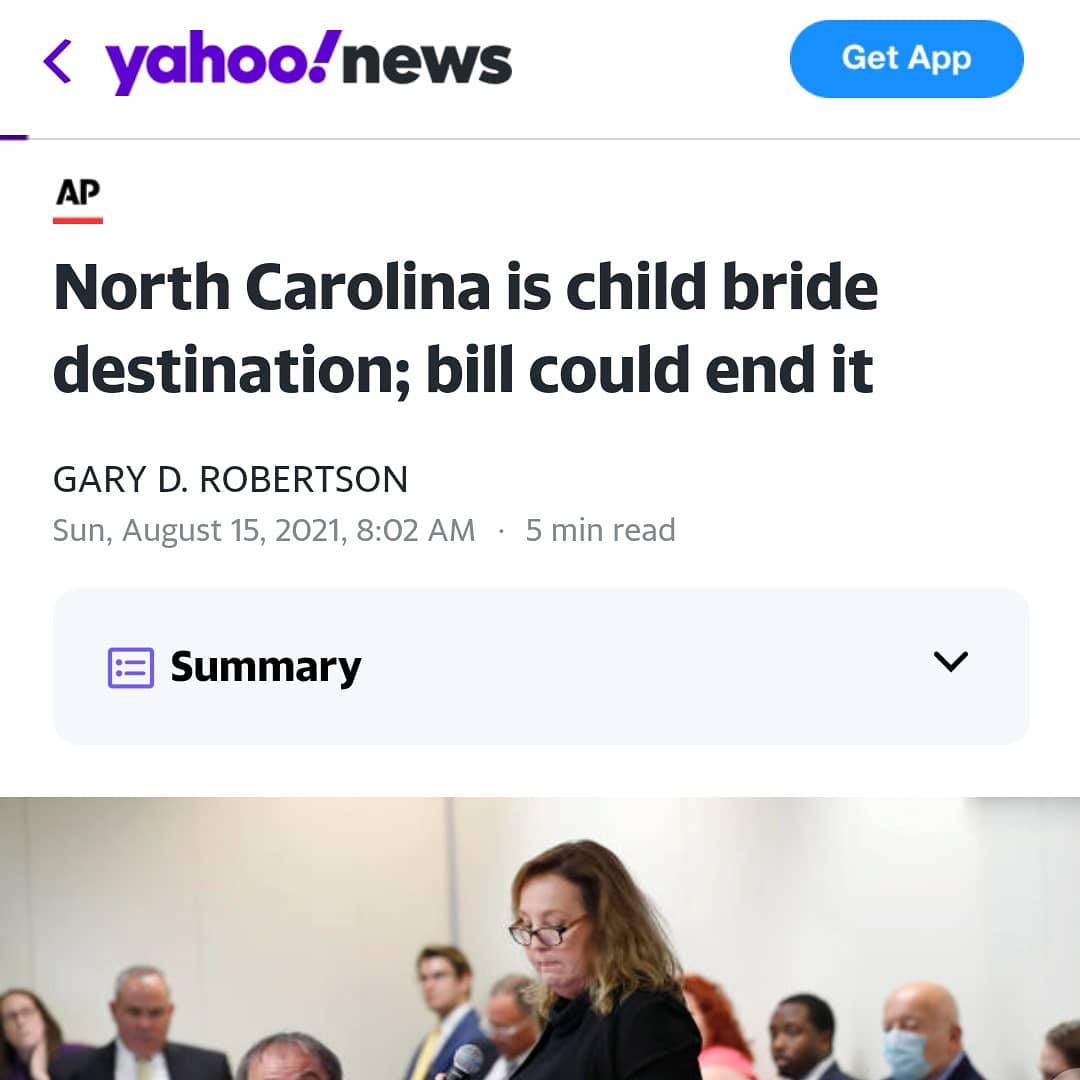 yahoo!news
Get App
AP
North Carolina is child bride
destination; bill could end it
GARY D. ROBERTSON
Sun, August 15, 2021, 8:02 AM · 5 min read
Summary